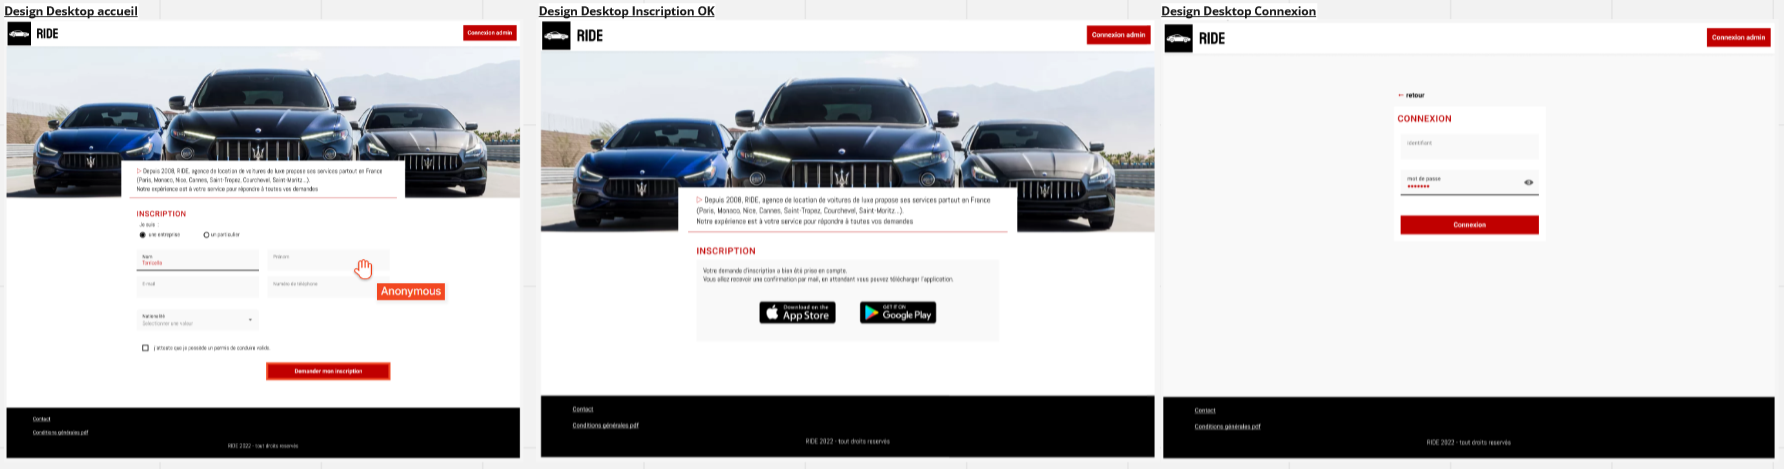 Design Desktop accueil
RIDE
Connexion admin
▷ Depuis 2008, RIDE, agence de location de voitures de luxe propose ses services partout en France
(Paris, Monaco, Nice, Cannes, Saint-Tropez, Courchevel, Saint-Moritz...).
Notre expérience est à votre service pour répondre à toutes vos demandes
INSCRIPTION
Je suis :
une entreprise
un particulier
Nom
Prénom
E-mail
Numéro de téléphone
Anonymous
Nationalité
Sélectionner une valeur
j'atteste que je possède un permis de conduire valide.
Demander mon inscription
Contact
Conditions générales pdf
RIDE 2022 - tout droits reservés
Design Desktop Inscription OK
RIDE
Connexion admin
▷ Depuis 2008, RIDE, agence de location de voitures de luxe propose ses services partout en France
(Paris, Monaco, Nice, Cannes, Saint-Tropez, Courchevel, Saint-Moritz...).
Notre expérience est à votre service pour répondre à toutes vos demandes
INSCRIPTION
Votre demande d'inscription a bien été prise en compte.
Vous allez recevoir une confirmation par mail, en attendant vous pouvez télécharger l'application.
Download on the
App Store
GET IT ON
Google Play
Contact
Conditions générales pdf
RIDE 2022 - tout droits reservés
Design Desktop Connexion
RIDE
Connexion admin
← retour
CONNEXION
identifiant
mot de passe
•••••••
Connexion
Contact
Conditions générales pdf
RIDE 2022 - tout droits reservés